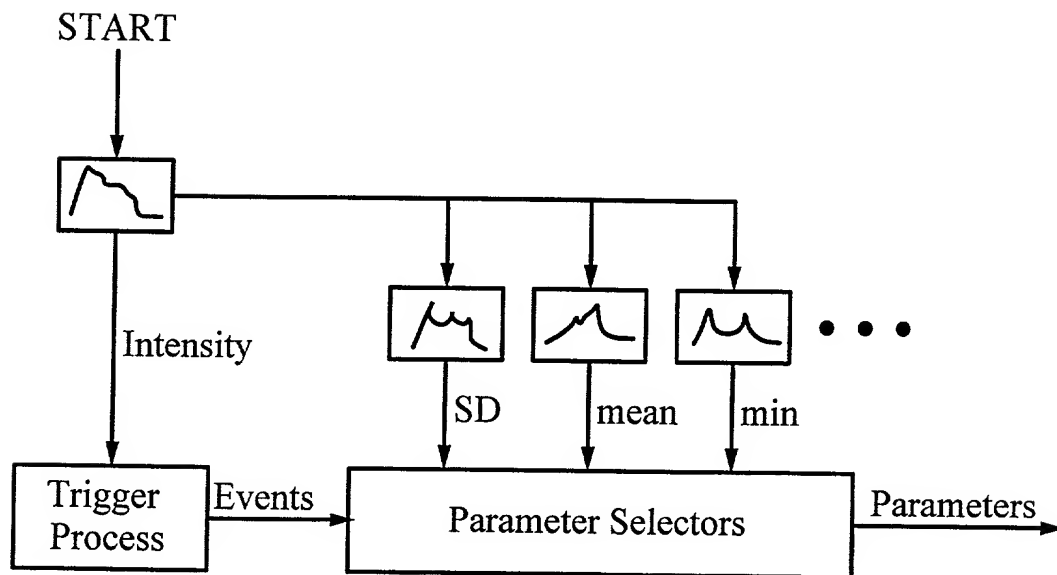 START
Intensity
SD
mean
min
Trigger
Process
Events
Parameter Selectors
Parameters